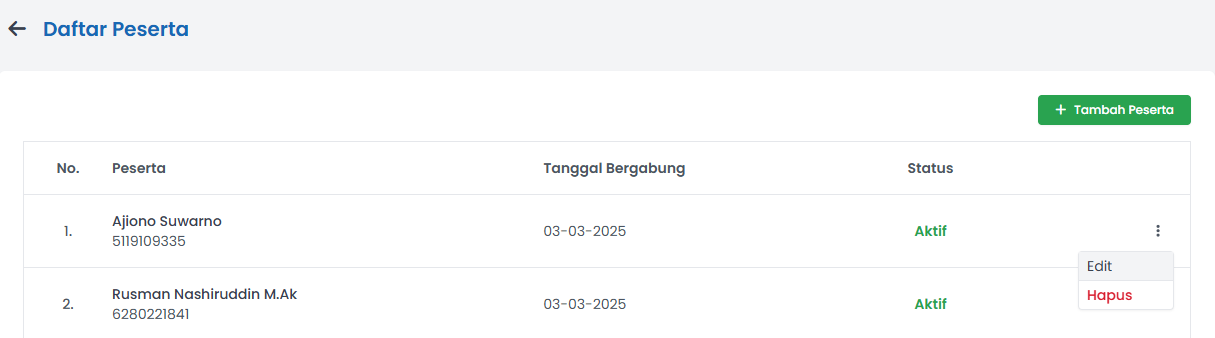 Daftar Peserta
+ Tambah Peserta
No. Peserta Tanggal Bergabung Status
1. Ajiono Suwarno 03-03-2025 Aktif
5119109335
Edit
Hapus
2. Rusman Nashiruddin M.Ak 03-03-2025 Aktif
6280221841